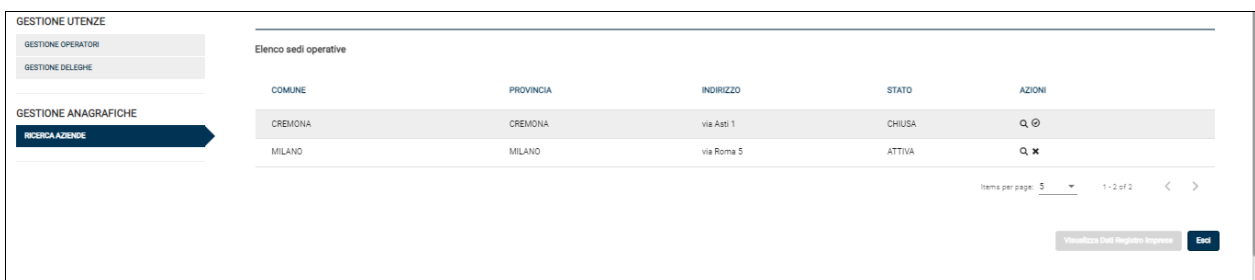 GESTIONE UTENZE
GESTIONE OPERATORI
GESTIONE DELEGHE
GESTIONE ANAGRAFICHE
RICERCA AZIENDE
Elenco sedi operative
COMUNE PROVINCIA INDIRIZZO STATO AZIONI
CREMONA CREMONA via Asti 1 CHIUSA
MILANO MILANO via Roma 5 ATTIVA
Items per page: 5 1 - 2 of 2
Visualizza Dati Registro Imprese Esci